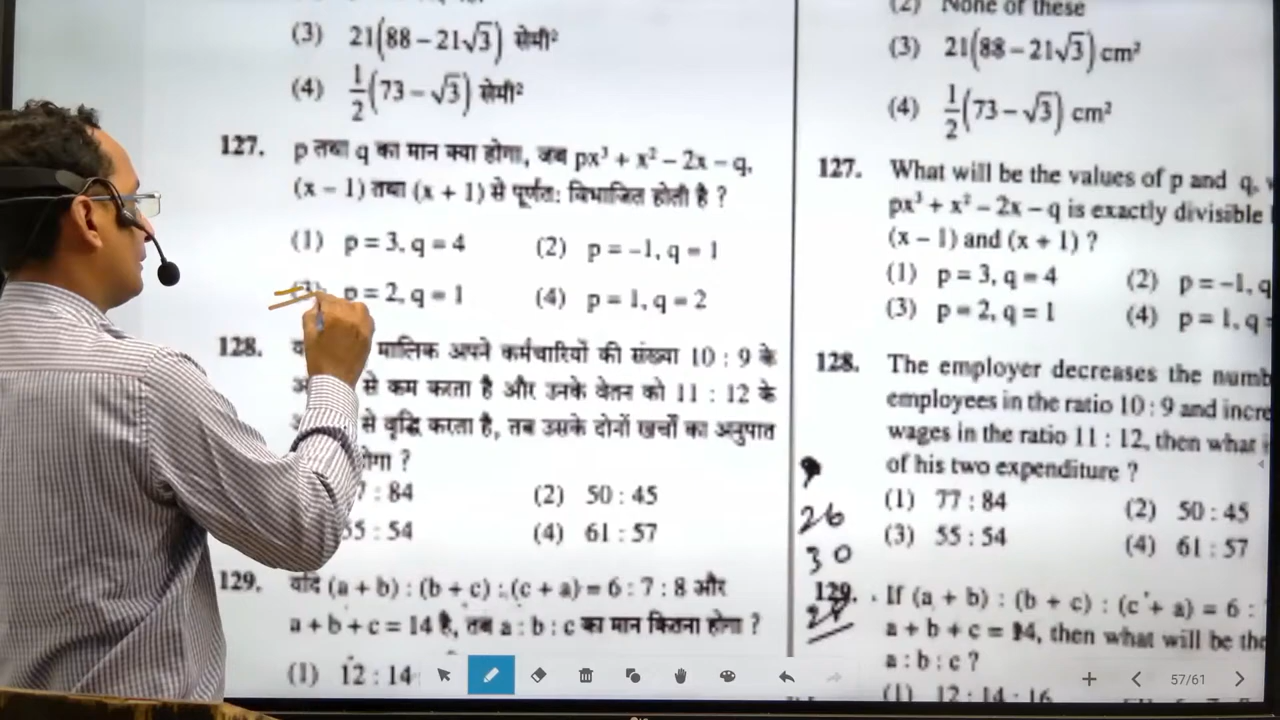 (3) 21(88 – 21√3) सेमी²
(4) 1/2(73 – √3) सेमी²
127. p तथा q का मान क्या होगा, जब px³ + x² – 2x – q,
(x – 1) तथा (x + 1) से पूर्णतः विभाजित होती है ?
(1) p = 3, q = 4 (2) p = –1, q = 1
(3) p = 2, q = 1 (4) p = 1, q = 2
128. मालिक अपने कर्मचारियों की संख्या 10 : 9 के
से कम करता है और उनके वेतन को 11 : 12 के
से वृद्धि करता है, तब उसके दोनों खर्चों का अनुपात
होगा ?
7 : 84 (2) 50 : 45
55 : 54 (4) 61 : 57
129. यदि (a + b) : (b + c) : (c + a) = 6 : 7 : 8 और
a + b + c = 14 है, तब a : b : c का मान कितना होगा ?
(1) 12 : 14
(2) None of these
(3) 21(88 – 21√3) cm²
(4) 1/2(73 – √3) cm²
127. What will be the values of p and q,
px³ + x² – 2x – q is exactly divisible
(x – 1) and (x + 1) ?
(1) p = 3, q = 4 (2) p = –1, q
(3) p = 2, q = 1 (4) p = 1, q =
128. The employer decreases the numb
employees in the ratio 10 : 9 and incre
wages in the ratio 11 : 12, then what
of his two expenditure ?
(1) 77 : 84 (2) 50 : 45
(3) 55 : 54 (4) 61 : 57
26
30
129. If (a + b) : (b + c) : (c + a) = 6 :
a + b + c = 14, then what will be the
a : b : c ?
(1) 12 : 14 : 16
57/61